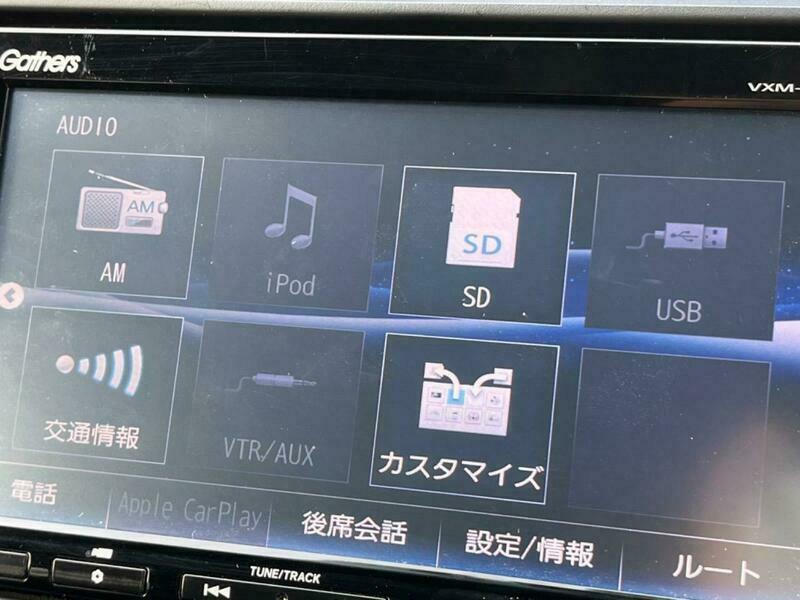 Gathers
VXM-
AUDIO
AM
AM
iPod
SD
SD
USB
交通情報
VTR/AUX
カスタマイズ
電話
Apple CarPlay
後席会話
設定/情報
ルート
TUNE/TRACK